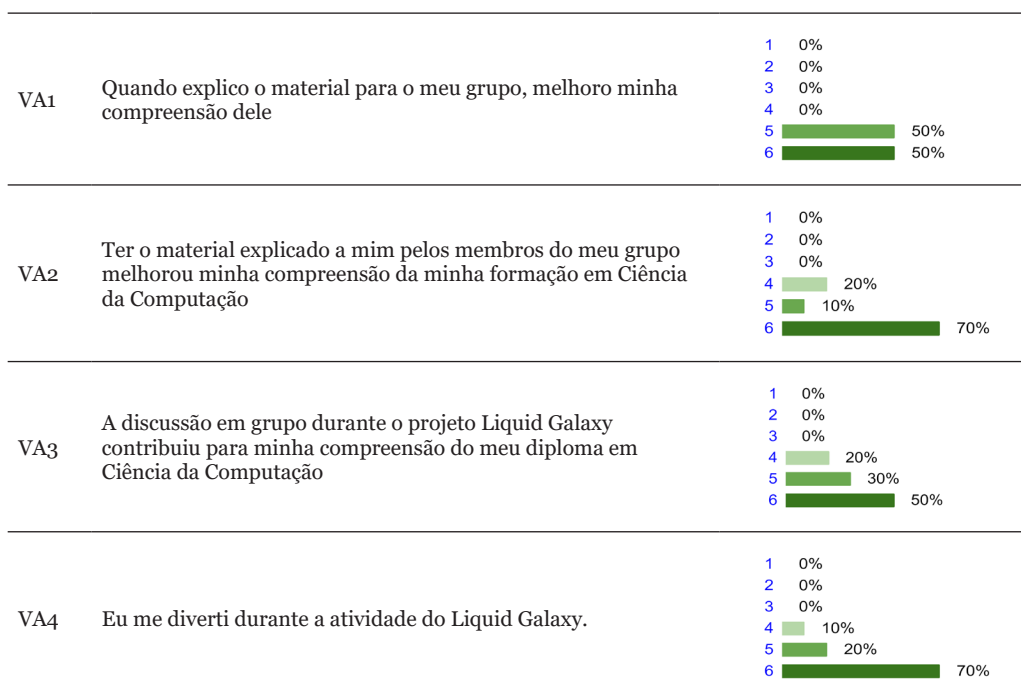 1 0%
2 0%
3 0%
VA1
Quando explico o material para o meu grupo, melhoro minha
compreensão dele
4 0%
5 50%
6 50%
1 0%
2 0%
3 0%
VA2
Ter o material explicado a mim pelos membros do meu grupo
melhorou minha compreensão da minha formação em Ciência
da Computação
4 20%
5 10%
6 70%
1 0%
2 0%
3 0%
VA3
A discussão em grupo durante o projeto Liquid Galaxy
contribuiu para minha compreensão do meu diploma em
Ciência da Computação
4 20%
5 30%
6 50%
1 0%
2 0%
3 0%
VA4
Eu me diverti durante a atividade do Liquid Galaxy.
4 10%
5 20%
6 70%